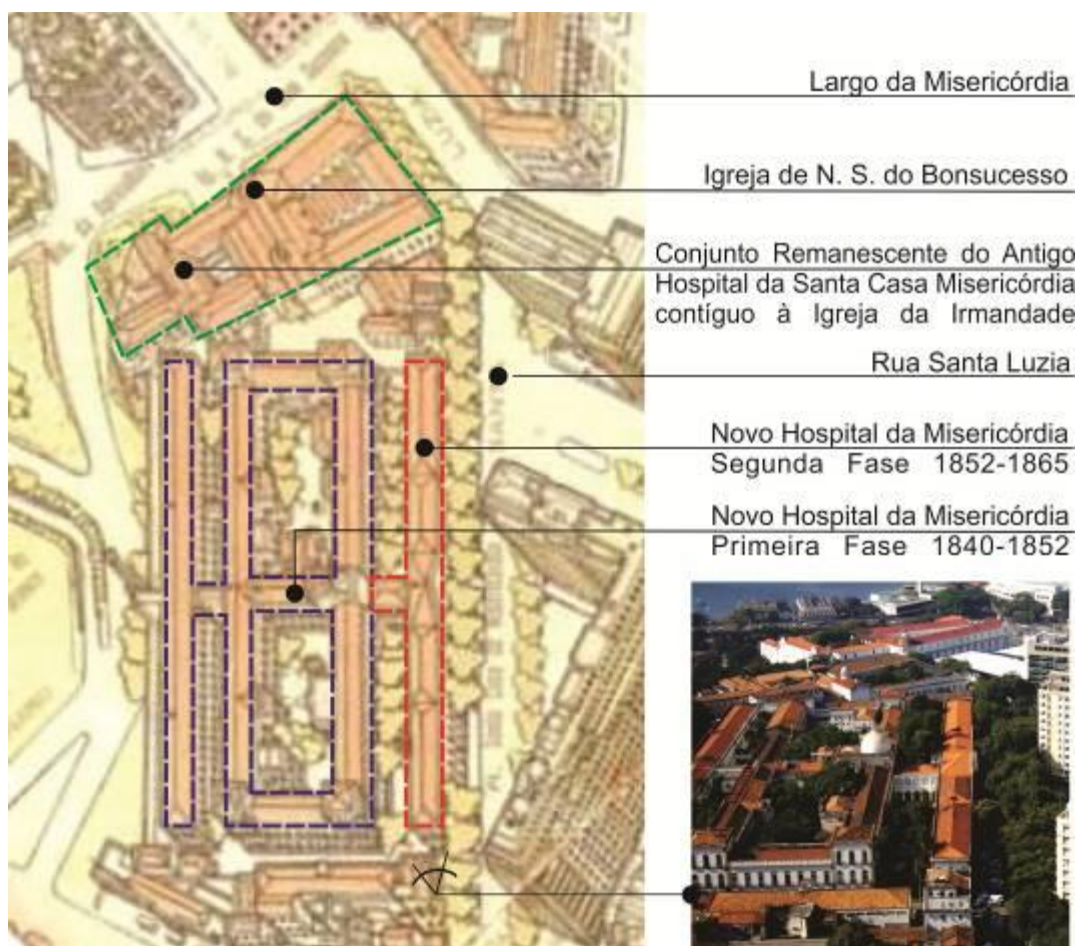 Largo da Misericórdia
Igreja de N. S. do Bonsucesso
Conjunto Remanescente do Antigo
Hospital da Santa Casa Misericórdia
contíguo à Igreja da Irmandade
Rua Santa Luzia
Novo Hospital da Misericórdia
Segunda Fase 1852-1865
Novo Hospital da Misericórdia
Primeira Fase 1840-1852